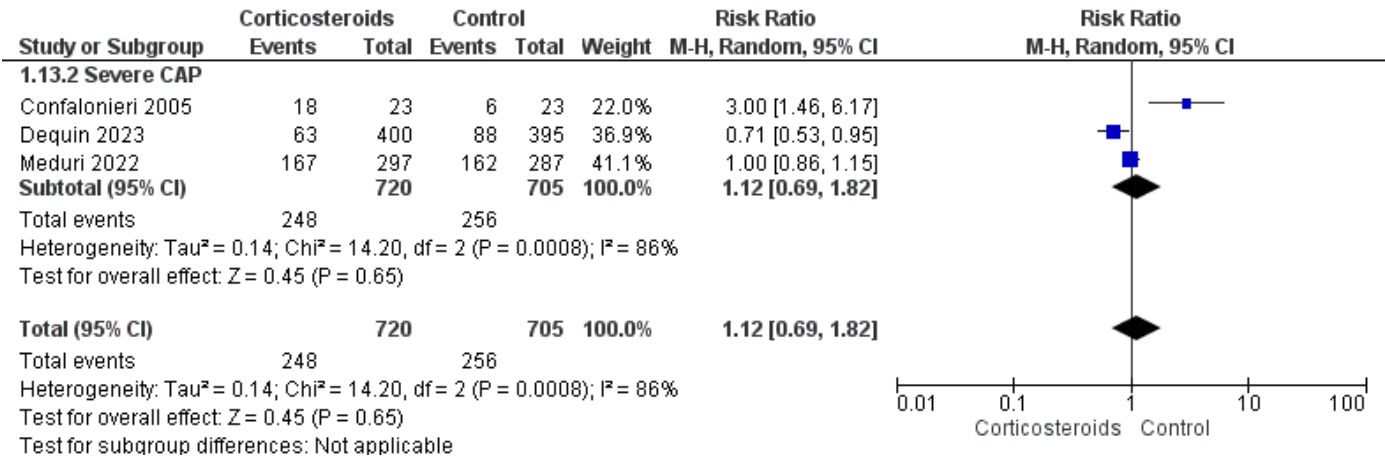 Corticosteroids Control Risk Ratio Risk Ratio
Study or Subgroup Events Total Events Total Weight M-H, Random, 95% CI M-H, Random, 95% CI
1.13.2 Severe CAP
Confalonieri 2005 18 23 6 23 22.0% 3.00 [1.46, 6.17]
Dequin 2023 63 400 88 395 36.9% 0.71 [0.53, 0.95]
Meduri 2022 167 297 162 287 41.1% 1.00 [0.86, 1.15]
Subtotal (95% CI) 720 705 100.0% 1.12 [0.69, 1.82]
Total events 248 256
Heterogeneity: Tau² = 0.14; Chi² = 14.20, df = 2 (P = 0.0008); I² = 86%
Test for overall effect: Z = 0.45 (P = 0.65)
Total (95% CI) 720 705 100.0% 1.12 [0.69, 1.82]
Total events 248 256
Heterogeneity: Tau² = 0.14; Chi² = 14.20, df = 2 (P = 0.0008); I² = 86%
Test for overall effect: Z = 0.45 (P = 0.65)
Test for subgroup differences: Not applicable
0.01 0.1 1 10 100
Corticosteroids Control